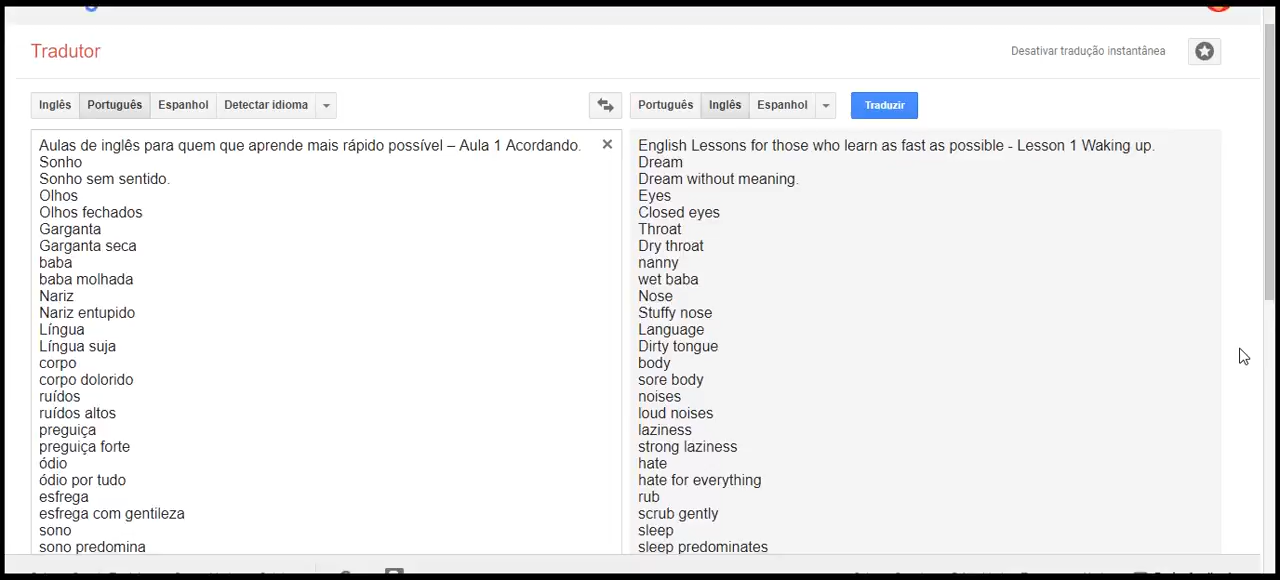 Tradutor
Desativar tradução instantânea
Inglês Português Espanhol Detectar idioma
Português Inglês Espanhol Traduzir
Aulas de inglês para quem que aprende mais rápido possível – Aula 1 Acordando.
Sonho
Sonho sem sentido.
Olhos
Olhos fechados
Garganta
Garganta seca
baba
baba molhada
Nariz
Nariz entupido
Língua
Língua suja
corpo
corpo dolorido
ruídos
ruídos altos
preguiça
preguiça forte
ódio
ódio por tudo
esfrega
esfrega com gentileza
sono
sono predomina
English Lessons for those who learn as fast as possible - Lesson 1 Waking up.
Dream
Dream without meaning.
Eyes
Closed eyes
Throat
Dry throat
nanny
wet baba
Nose
Stuffy nose
Language
Dirty tongue
body
sore body
noises
loud noises
laziness
strong laziness
hate
hate for everything
rub
scrub gently
sleep
sleep predominates